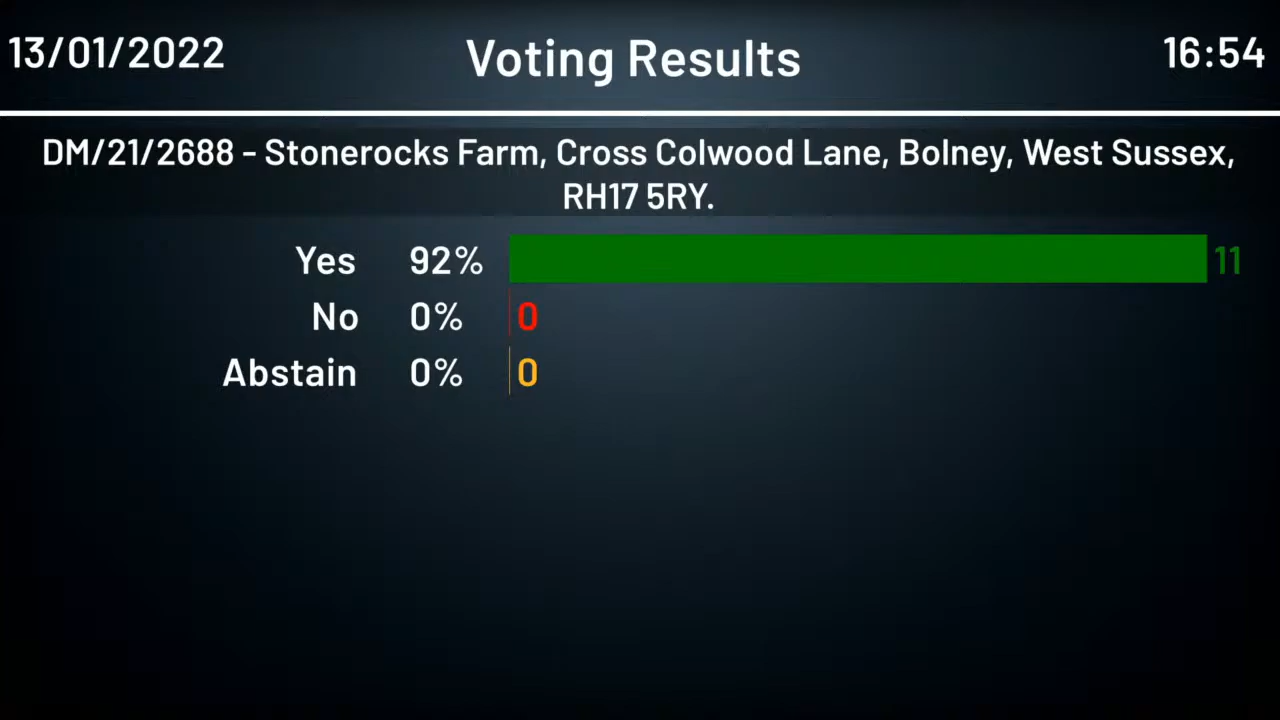 13/01/2022 Voting Results 16:54
DM/21/2688 - Stonerocks Farm, Cross Colwood Lane, Bolney, West Sussex,
RH17 5RY.
Yes 92% 11
No 0% 0
Abstain 0% 0